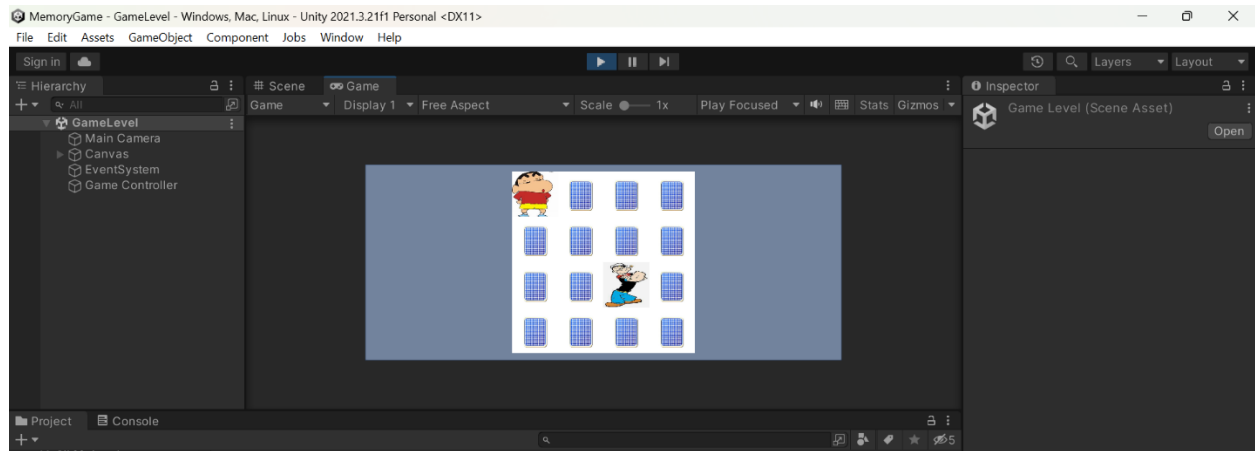 MemoryGame - GameLevel - Windows, Mac, Linux - Unity 2021.3.21f1 Personal <DX11>
File Edit Assets GameObject Component Jobs Window Help
Sign in Layers Layout
Hierarchy # Scene Game Inspector
All Game Display 1 Free Aspect Scale 1x Play Focused Stats Gizmos Game Level (Scene Asset)
GameLevel
Open
Main Camera
Canvas
EventSystem
Game Controller
Project Console
5